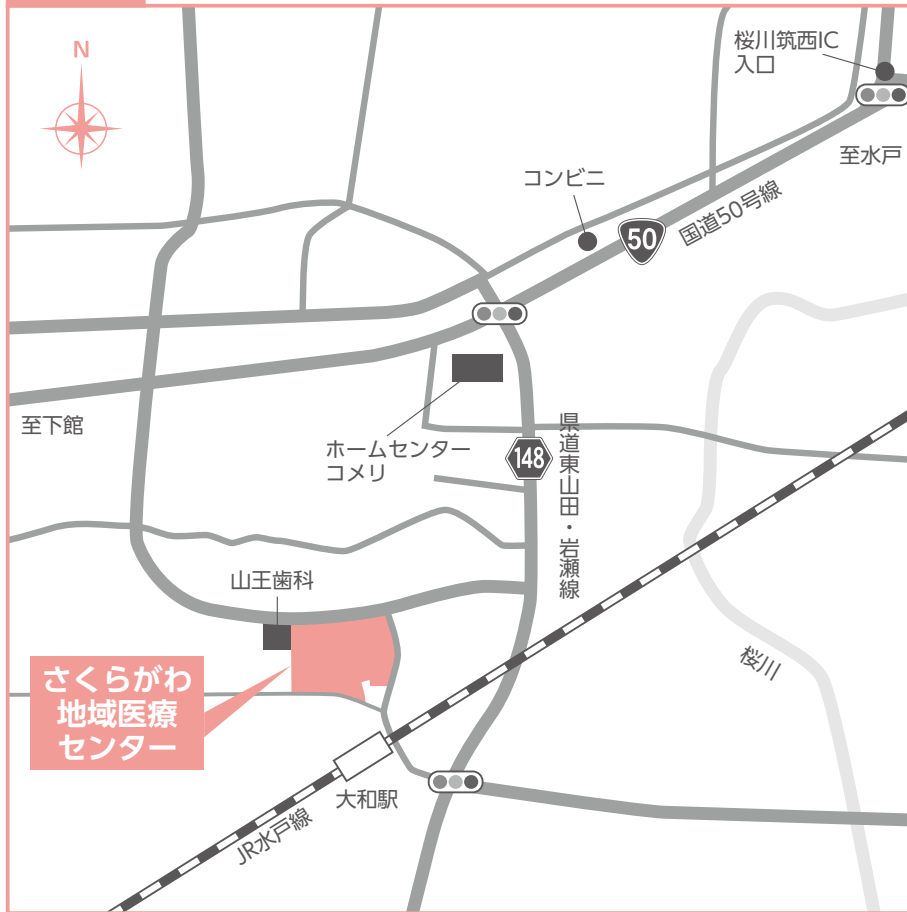 N
桜川筑西IC
入口
至水戸
コンビニ
50
国道50号線
至下館
ホームセンター
コメリ
148
県道東山田・岩瀬線
山王歯科
さくらがわ
地域医療
センター
桜川
大和駅
JR水戸線